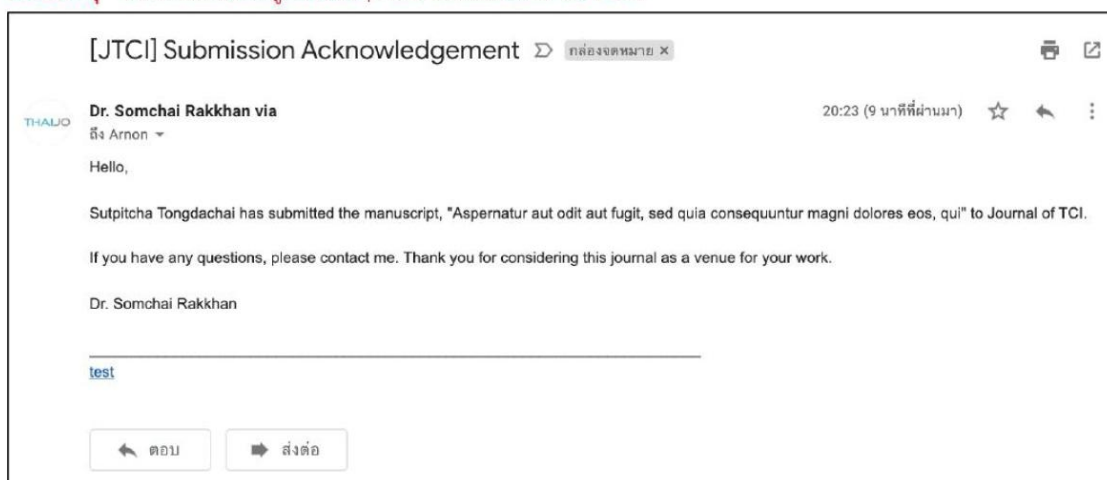 [JTCI] Submission Acknowledgement กล่องจดหมาย ×
THAIJO
Dr. Somchai Rakkhan via
20:23 (9 นาทีที่ผ่านมา)
ถึง Arnon
Hello,
Sutpitcha Tongdachai has submitted the manuscript, "Aspernatur aut odit aut fugit, sed quia consequuntur magni dolores eos, qui" to Journal of TCI.
If you have any questions, please contact me. Thank you for considering this journal as a venue for your work.
Dr. Somchai Rakkhan
test
ตอบ
ส่งต่อ